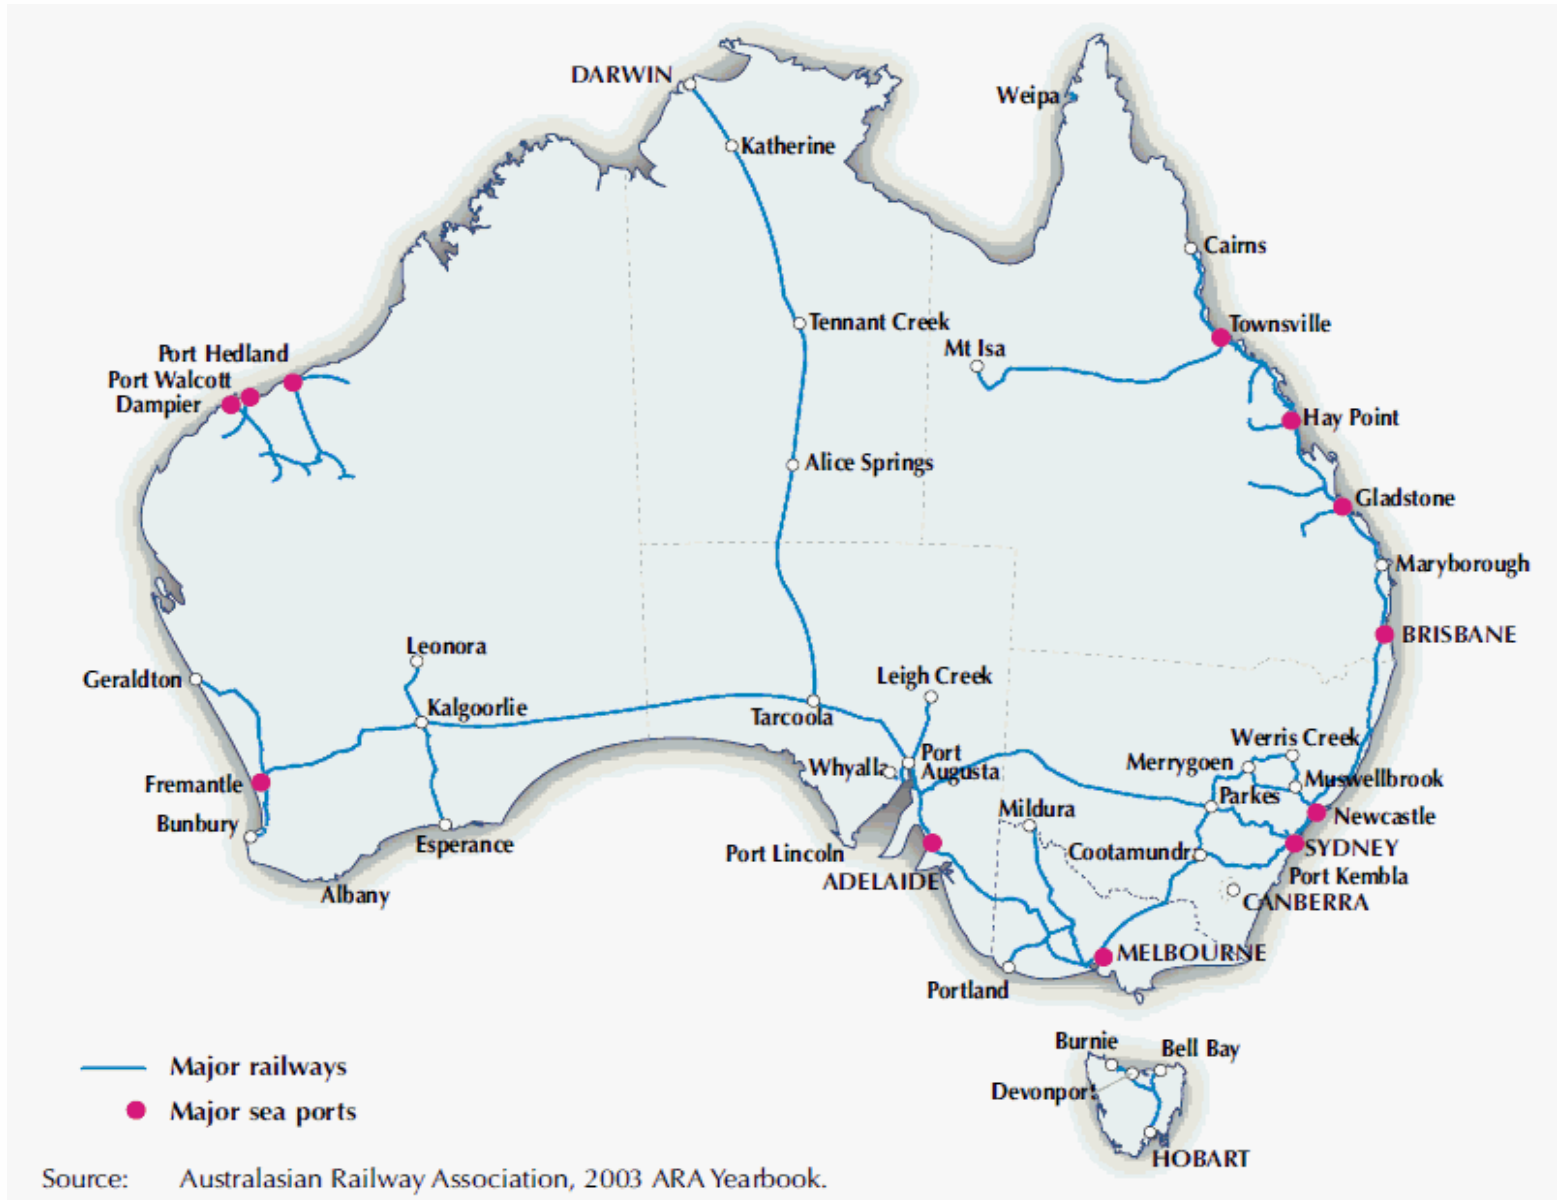 DARWIN
Weipa
Katherine
Cairns
Tennant Creek
Townsville
Mt Isa
Port Hedland
Port Walcott
Dampier
Hay Point
Alice Springs
Gladstone
Maryborough
BRISBANE
Leonora
Geraldton
Leigh Creek
Kalgoorlie
Tarcoola
Werris Creek
Port
Augusta
Whyalla
Merrygoen
Muswellbrook
Fremantle
Parkes
Mildura
Newcastle
Bunbury
Esperance
Port Lincoln
Cootamundra
SYDNEY
Port Kembla
ADELAIDE
Albany
CANBERRA
MELBOURNE
Portland
Burnie
Bell Bay
Devonport
HOBART
Major railways
Major sea ports
Source: Australasian Railway Association, 2003 ARA Yearbook.